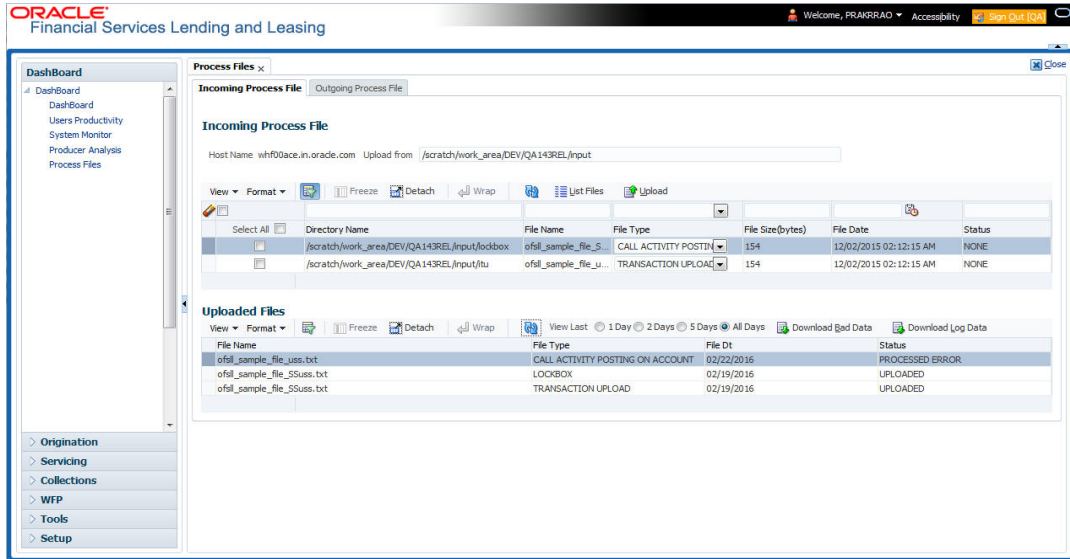 ORACLE
Financial Services Lending and Leasing
Welcome, PRAKRRAO Accessibility Sign Out [QA]
Close
DashBoard
DashBoard
DashBoard
Users Productivity
System Monitor
Producer Analysis
Process Files
Origination
Servicing
Collections
WFP
Tools
Setup
Process Files
Incoming Process File Outgoing Process File
Incoming Process File
Host Name whf00ace.in.oracle.com Upload from /scratch/work_area/DEV/QA143REL/input
View Format Freeze Detach Wrap List Files Upload
Select All Directory Name File Name File Type File Size(bytes) File Date Status
/scratch/work_area/DEV/QA143REL/input/lockbox ofsll_sample_file_S... CALL ACTIVITY POSTIN 154 12/02/2015 02:12:15 AM NONE
/scratch/work_area/DEV/QA143REL/input/itu ofsll_sample_file_u... TRANSACTION UPLOAD 154 12/02/2015 02:12:15 AM NONE
Uploaded Files
View Format Freeze Detach Wrap View Last 1 Day 2 Days 5 Days All Days Download Bad Data Download Log Data
File Name File Type File Dt Status
ofsll_sample_file_uss.txt CALL ACTIVITY POSTING ON ACCOUNT 02/22/2016 PROCESSED ERROR
ofsll_sample_file_SSuss.txt LOCKBOX 02/19/2016 UPLOADED
ofsll_sample_file_SSuss.txt TRANSACTION UPLOAD 02/19/2016 UPLOADED